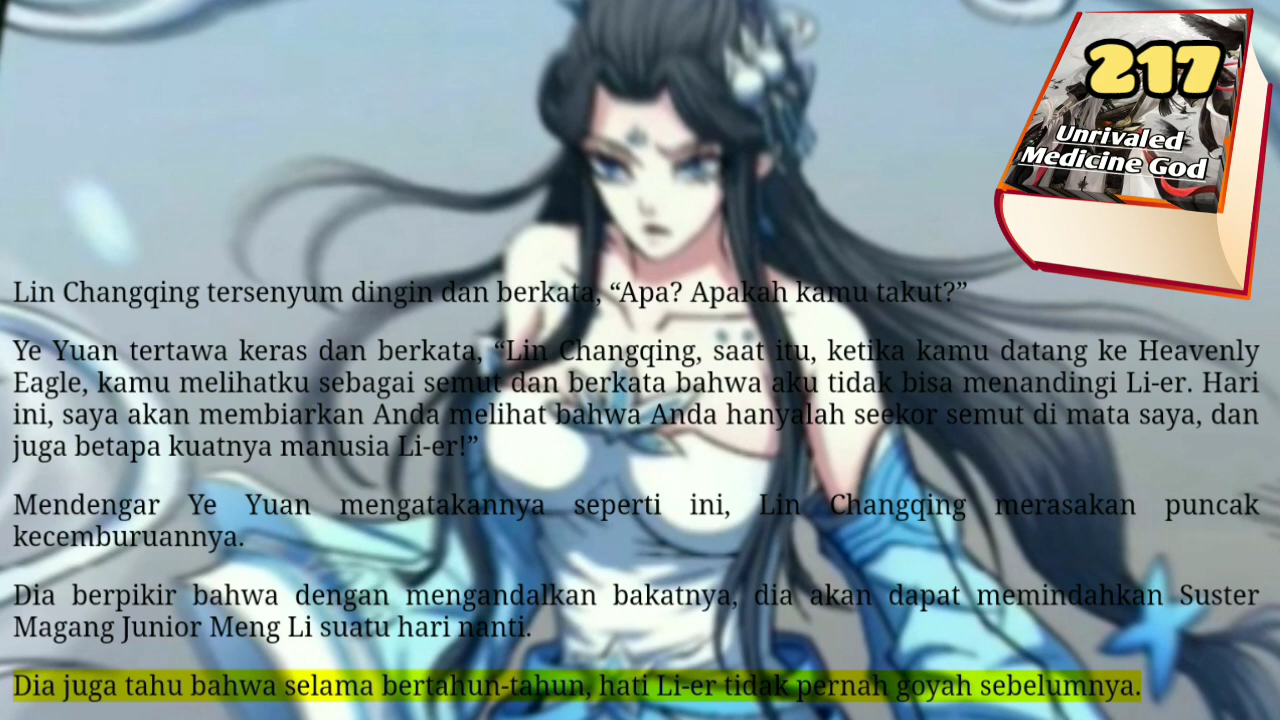 217
Unrivaled
Medicine God
Lin Changqing tersenyum dingin dan berkata, “Apa? Apakah kamu takut?”
Ye Yuan tertawa keras dan berkata, “Lin Changqing, saat itu, ketika kamu datang ke Heavenly
Eagle, kamu melihatku sebagai semut dan berkata bahwa aku tidak bisa menandingi Li-er. Hari
ini, saya akan membiarkan Anda melihat bahwa Anda hanyalah seekor semut di mata saya, dan
juga betapa kuatnya manusia Li-er!”
Mendengar Ye Yuan mengatakannya seperti ini, Lin Changqing merasakan puncak
kecemburuannya.
Dia berpikir bahwa dengan mengandalkan bakatnya, dia akan dapat memindahkan Suster
Magang Junior Meng Li suatu hari nanti.
Dia juga tahu bahwa selama bertahun-tahun, hati Li-er tidak pernah goyah sebelumnya.